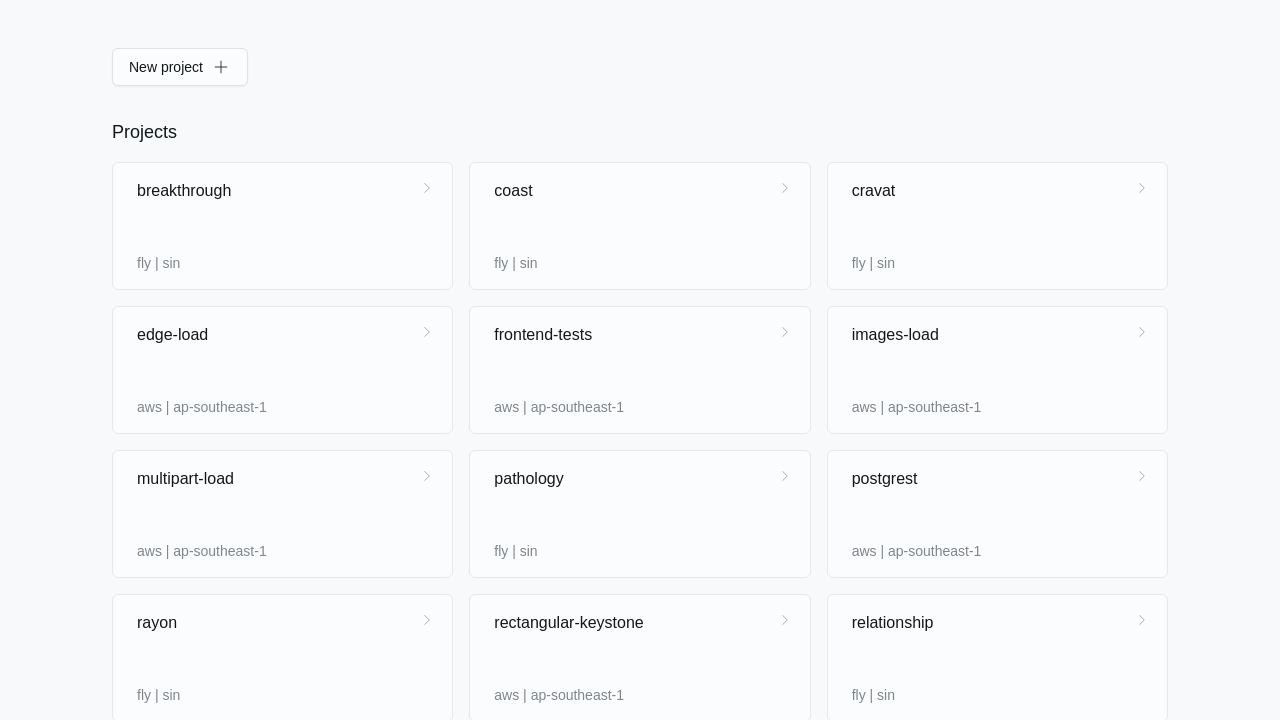 New project
Projects
breakthrough
fly | sin
coast
fly | sin
cravat
fly | sin
edge-load
aws | ap-southeast-1
frontend-tests
aws | ap-southeast-1
images-load
aws | ap-southeast-1
multipart-load
aws | ap-southeast-1
pathology
fly | sin
postgrest
aws | ap-southeast-1
rayon
fly | sin
rectangular-keystone
aws | ap-southeast-1
relationship
fly | sin